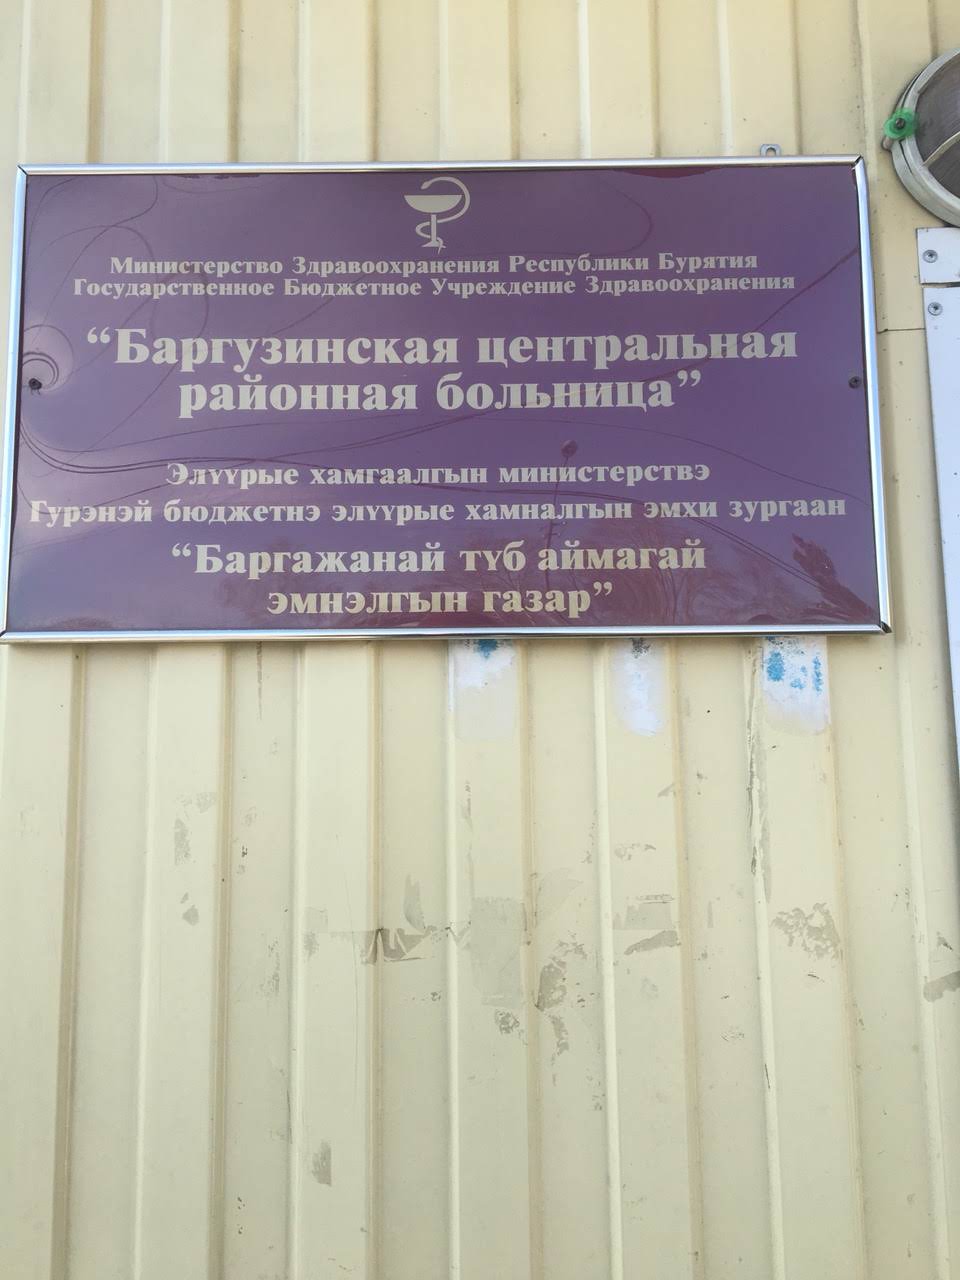 Министерство Здравоохранения Республики Бурятия
Государственное Бюджетное Учреждение Здравоохранения
“Баргузинская центральная
районная больница”
Элүүрые хамгаалгын министерствэ
Гурэнэй бюджетнэ элүүрые хамналгын эмхи зургаан
“Баргажанай түб аймагай
эмнэлгын газар”